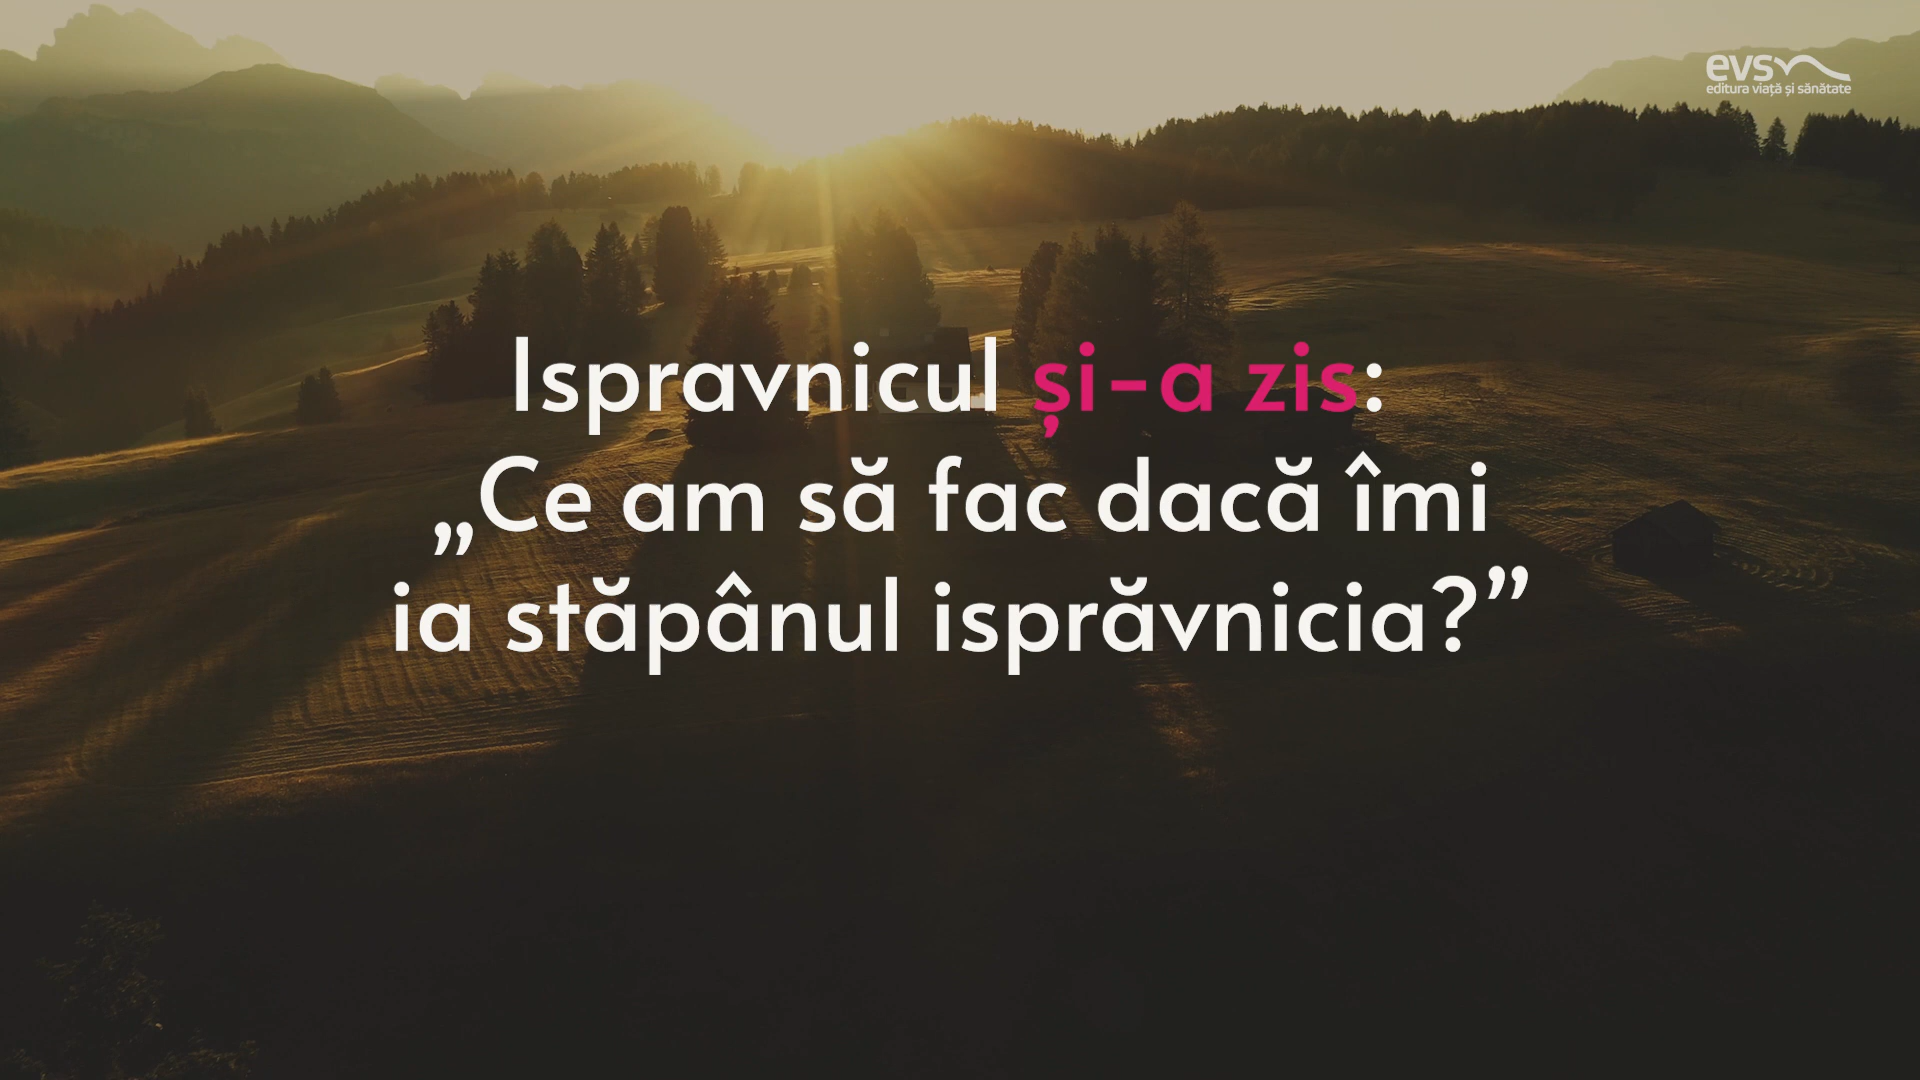 evs
editura viață și sănătate
Ispravnicul și-a zis:
„Ce am să fac dacă îmi
ia stăpânul isprăvnicia?”